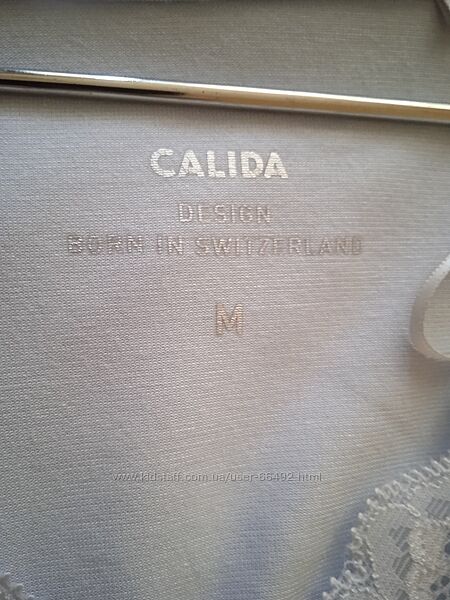 CALIDA
DESIGN
BORN IN SWITZERLAND
M
www.kidstaff.com.ua/user-66492.html